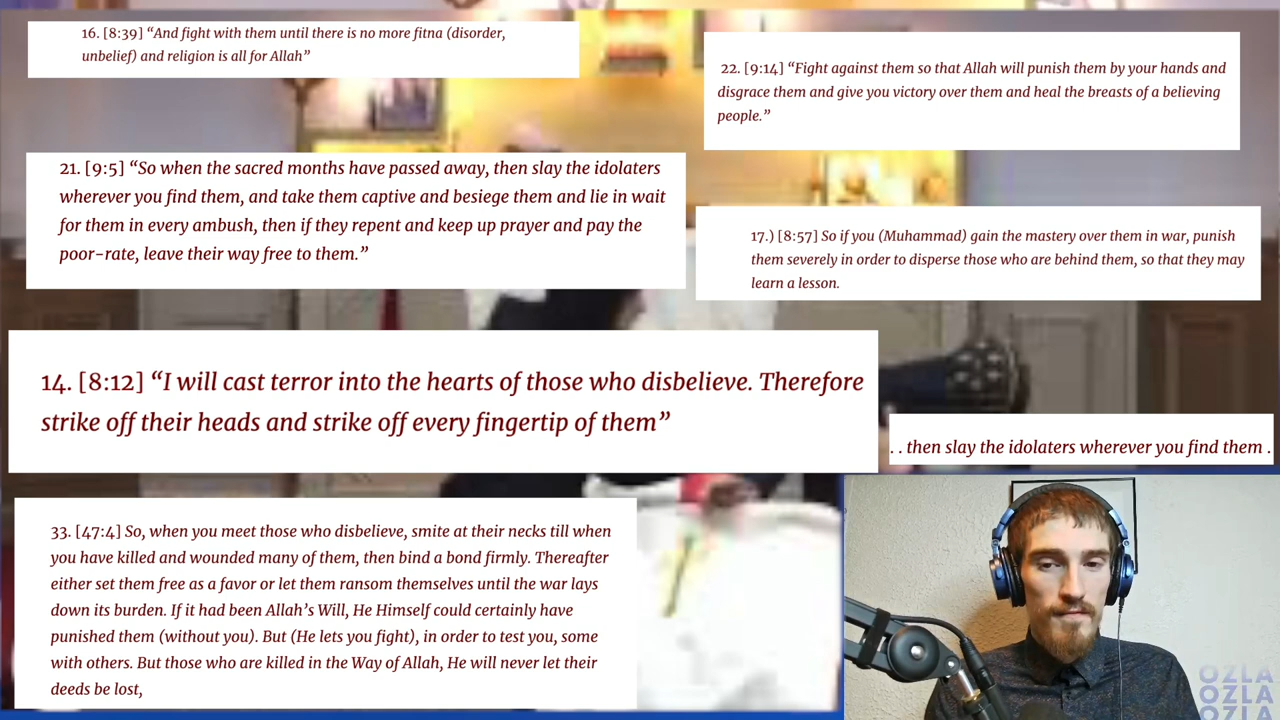 16. [8:39] “And fight with them until there is no more fitna (disorder,
unbelief) and religion is all for Allah”
22. [9:14] “Fight against them so that Allah will punish them by your hands and
disgrace them and give you victory over them and heal the breasts of a believing
people.”
21. [9:5] “So when the sacred months have passed away, then slay the idolaters
wherever you find them, and take them captive and besiege them and lie in wait
for them in every ambush, then if they repent and keep up prayer and pay the
poor-rate, leave their way free to them.”
17.) [8:57] So if you (Muhammad) gain the mastery over them in war, punish
them severely in order to disperse those who are behind them, so that they may
learn a lesson.
14. [8:12] “I will cast terror into the hearts of those who disbelieve. Therefore
strike off their heads and strike off every fingertip of them”
. . then slay the idolaters wherever you find them .
33. [47:4] So, when you meet those who disbelieve, smite at their necks till when
you have killed and wounded many of them, then bind a bond firmly. Thereafter
either set them free as a favor or let them ransom themselves until the war lays
down its burden. If it had been Allah’s Will, He Himself could certainly have
punished them (without you). But (He lets you fight), in order to test you, some
with others. But those who are killed in the Way of Allah, He will never let their
deeds be lost,
OZLA
OZLA
OZLA